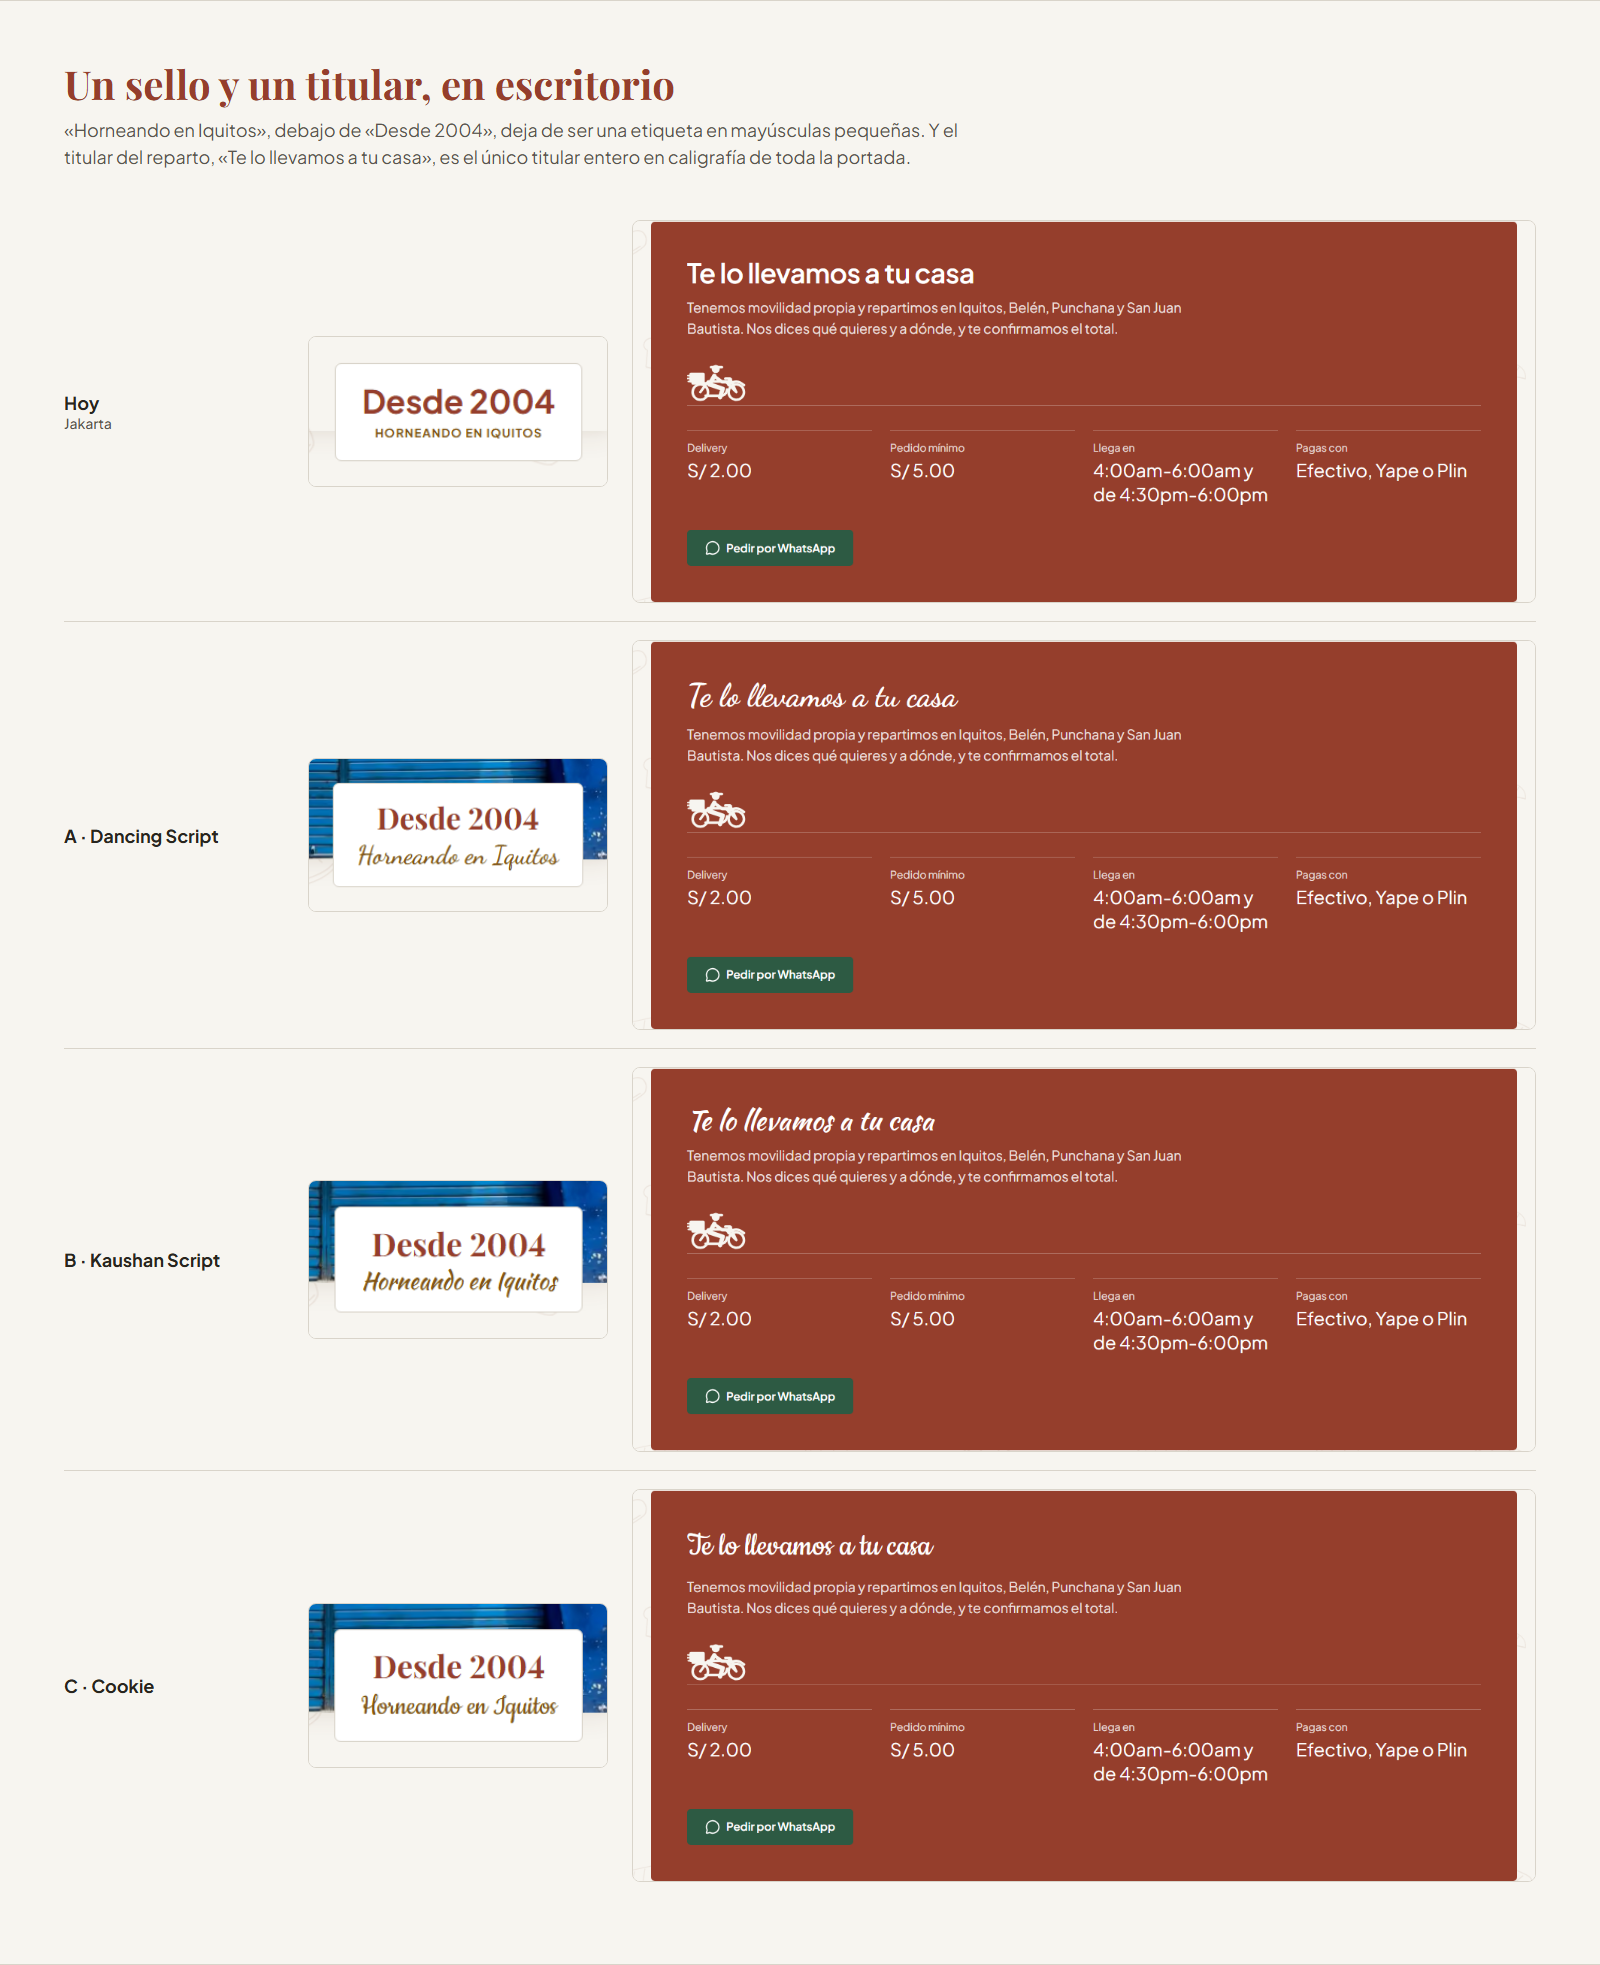 Un sello y un titular, en escritorio
«Horneando en Iquitos», debajo de «Desde 2004», deja de ser una etiqueta en mayúsculas pequeñas. Y el
titular del reparto, «Te lo llevamos a tu casa», es el único titular entero en caligrafía de toda la portada.
Hoy
Jakarta
Desde 2004
HORNEANDO EN IQUITOS
Te lo llevamos a tu casa
Tenemos movilidad propia y repartimos en Iquitos, Belén, Punchana y San Juan
Bautista. Nos dices qué quieres y a dónde, y te confirmamos el total.
Delivery
S/ 2.00
Pedido mínimo
S/ 5.00
Llega en
4:00am-6:00am y
de 4:30pm-6:00pm
Pagas con
Efectivo, Yape o Plin
Pedir por WhatsApp
A · Dancing Script
Desde 2004
Horneando en Iquitos
Te lo llevamos a tu casa
Tenemos movilidad propia y repartimos en Iquitos, Belén, Punchana y San Juan
Bautista. Nos dices qué quieres y a dónde, y te confirmamos el total.
Delivery
S/ 2.00
Pedido mínimo
S/ 5.00
Llega en
4:00am-6:00am y
de 4:30pm-6:00pm
Pagas con
Efectivo, Yape o Plin
Pedir por WhatsApp
B · Kaushan Script
Desde 2004
Horneando en Iquitos
Te lo llevamos a tu casa
Tenemos movilidad propia y repartimos en Iquitos, Belén, Punchana y San Juan
Bautista. Nos dices qué quieres y a dónde, y te confirmamos el total.
Delivery
S/ 2.00
Pedido mínimo
S/ 5.00
Llega en
4:00am-6:00am y
de 4:30pm-6:00pm
Pagas con
Efectivo, Yape o Plin
Pedir por WhatsApp
C · Cookie
Desde 2004
Horneando en Iquitos
Te lo llevamos a tu casa
Tenemos movilidad propia y repartimos en Iquitos, Belén, Punchana y San Juan
Bautista. Nos dices qué quieres y a dónde, y te confirmamos el total.
Delivery
S/ 2.00
Pedido mínimo
S/ 5.00
Llega en
4:00am-6:00am y
de 4:30pm-6:00pm
Pagas con
Efectivo, Yape o Plin
Pedir por WhatsApp